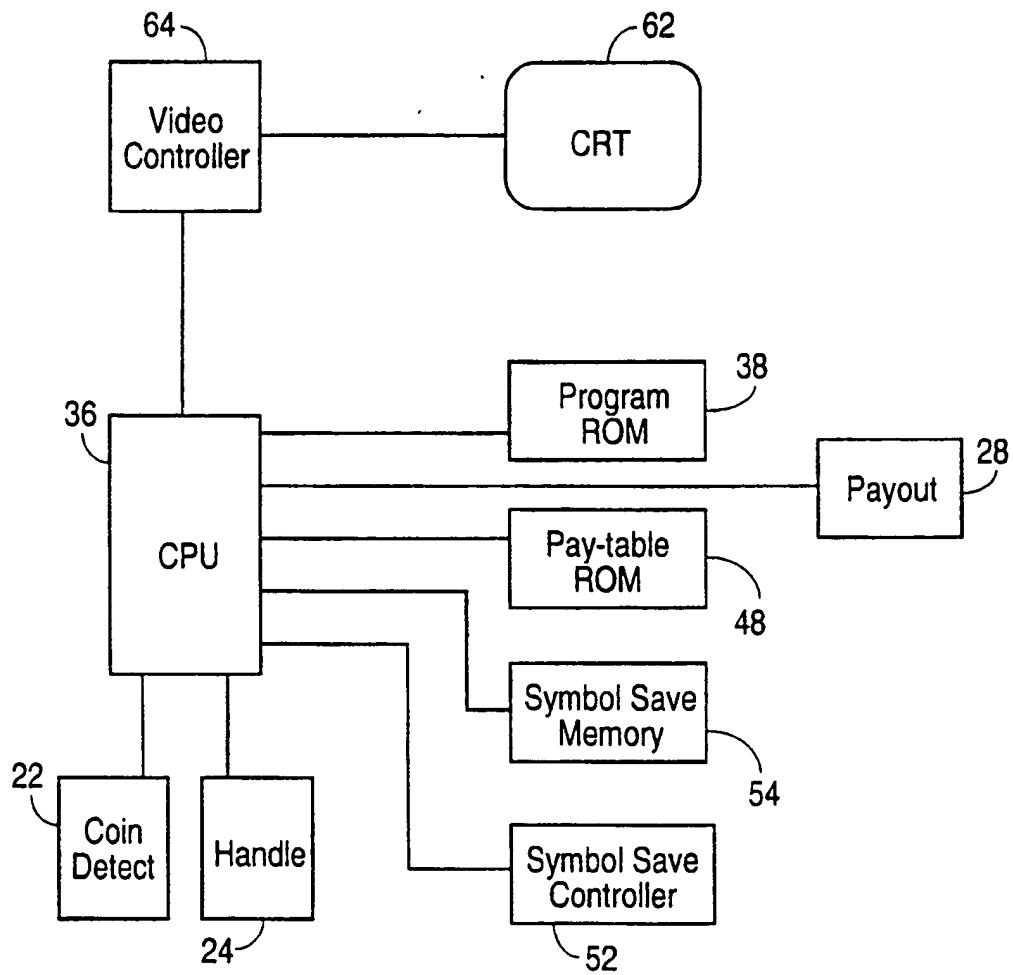 64
62
Video
Controller
CRT
38
Program
ROM
36
28
Payout
CPU
Pay-table
ROM
48
Symbol Save
Memory
54
22
Coin
Detect
Handle
24
Symbol Save
Controller
52